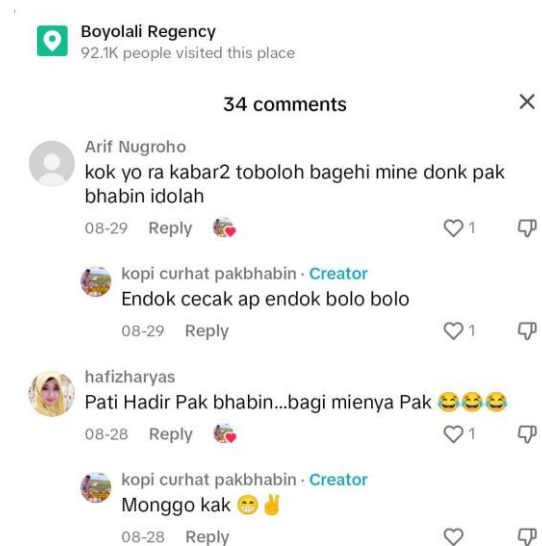 Boyolali Regency
92.1K people visited this place
34 comments
Arif Nugroho
kok yo ra kabar2 toboloh bagehi mine donk pak
bhabin idolah
08-29 Reply 1
kopi curhat pakbhabin · Creator
Endok cecak ap endok bolo bolo
08-29 Reply 1
hafizharyas
Pati Hadir Pak bhabin...bagi mienya Pak 😂😂😂
08-28 Reply 1
kopi curhat pakbhabin · Creator
Monggo kak 😁✌
08-28 Reply